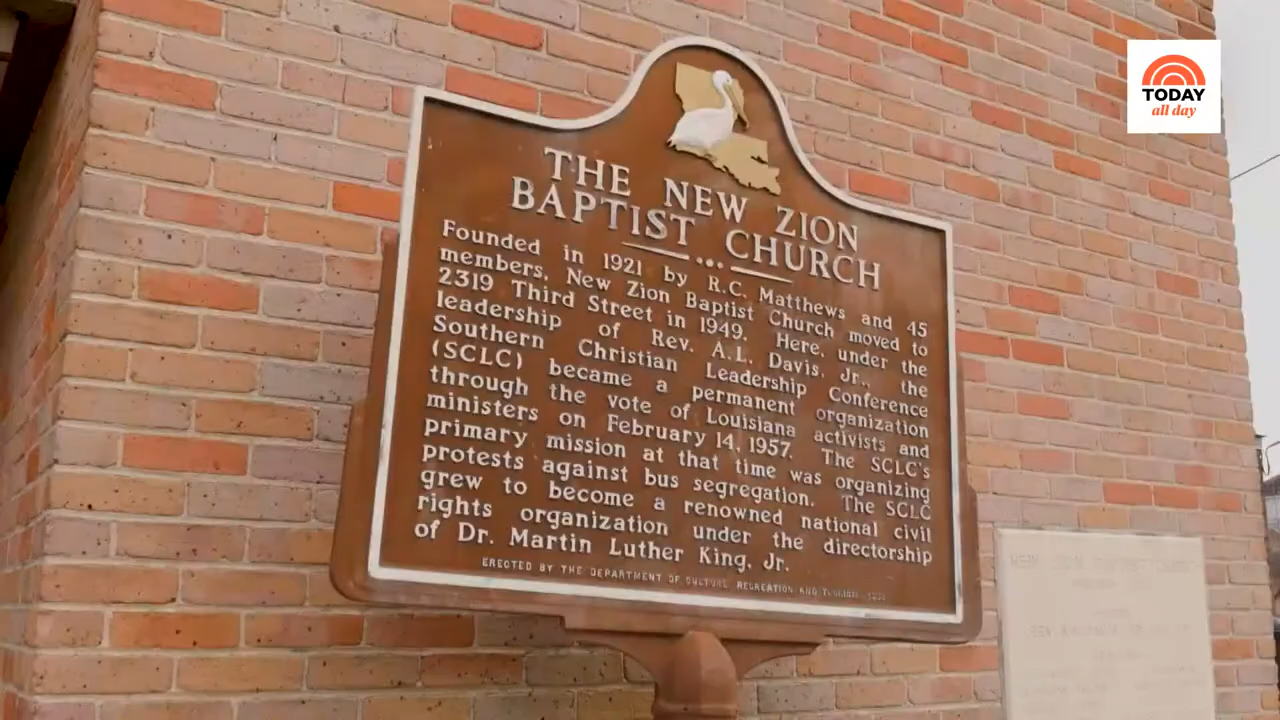 TODAY
all day
THE NEW ZION
BAPTIST CHURCH
Founded in 1921 by R.C. Matthews and 45
members, New Zion Baptist Church moved to
2319 Third Street in 1949. Here, under the
leadership of Rev. A.L. Davis, Jr., the
Southern Christian Leadership Conference
(SCLC) became a permanent organization
through the vote of Louisiana activists and
ministers on February 14, 1957. The SCLC's
primary mission at that time was organizing
protests against bus segregation. The SCLC
grew to become a renowned national civil
rights organization under the directorship
of Dr. Martin Luther King, Jr.
ERECTED BY THE DEPARTMENT OF CULTURE, RECREATION AND TOURISM